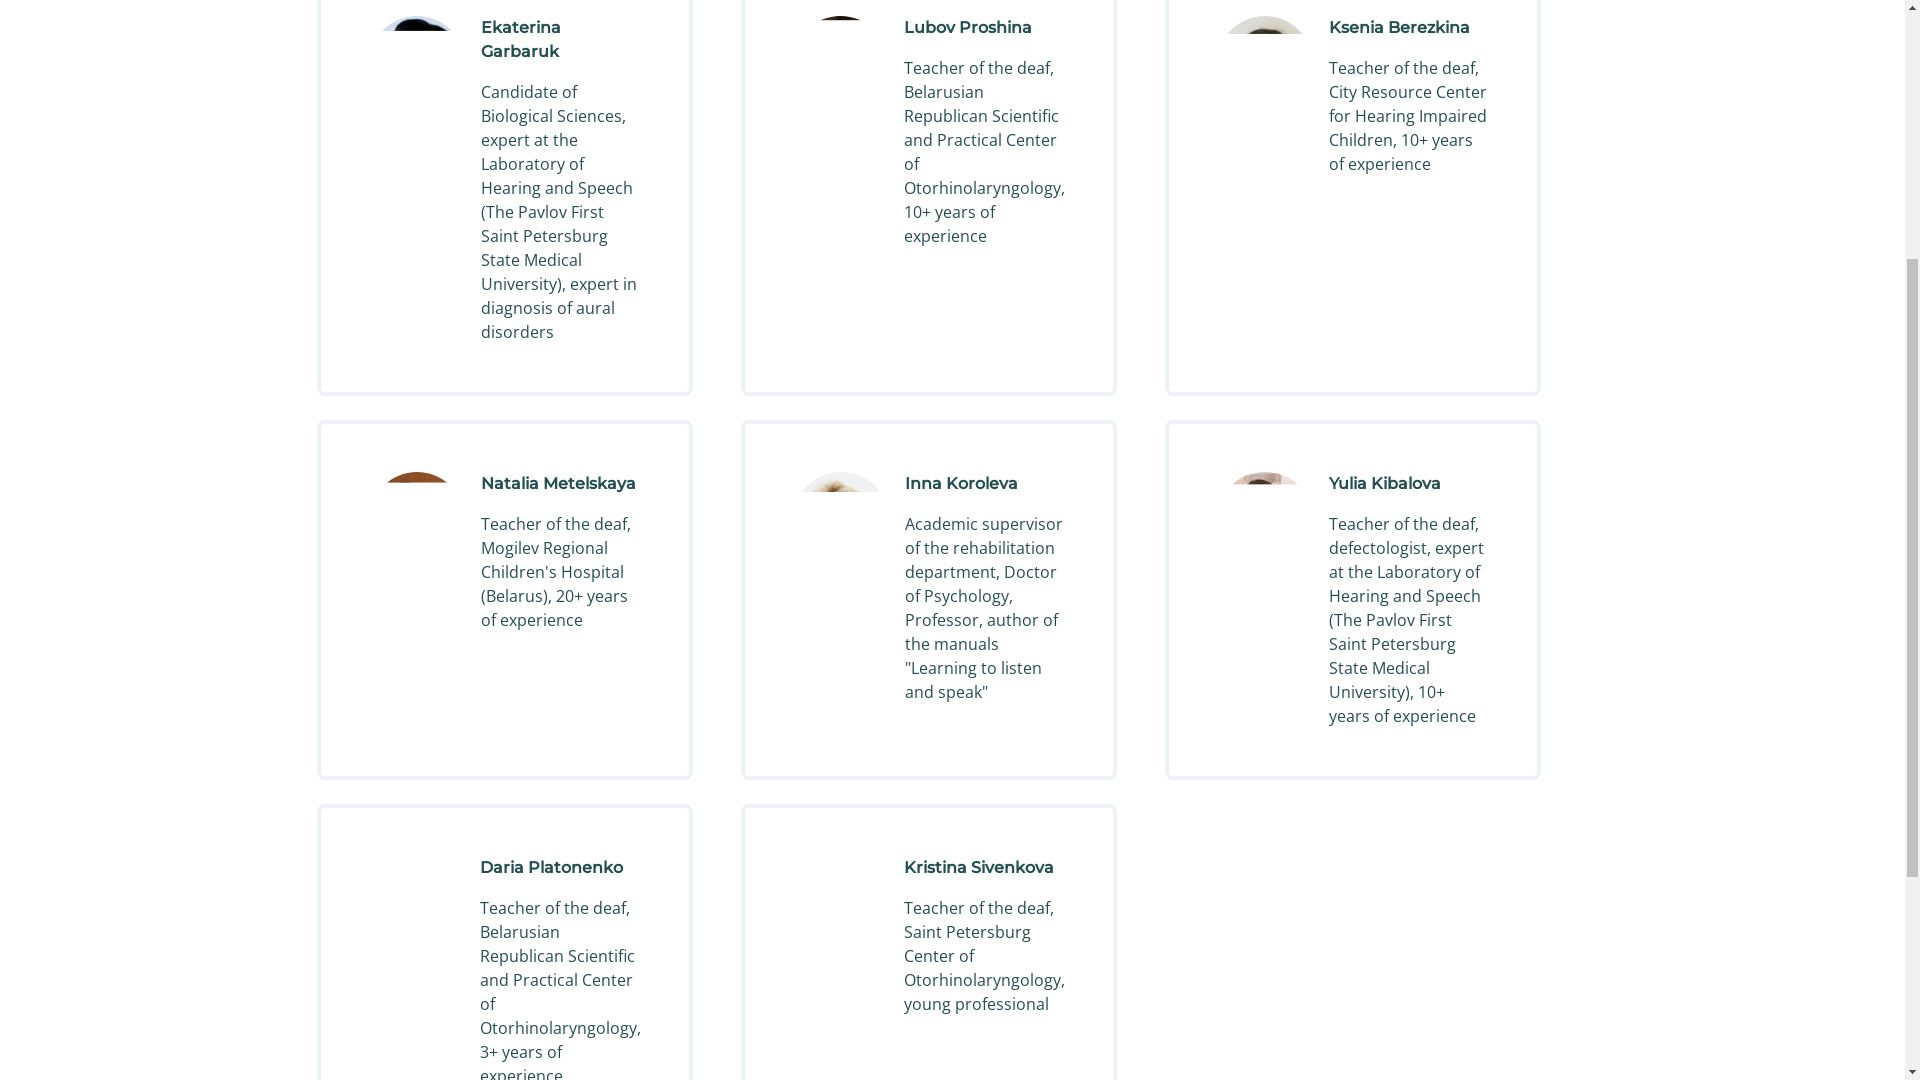 Ekaterina
Garbaruk
Candidate of
Biological Sciences,
expert at the
Laboratory of
Hearing and Speech
(The Pavlov First
Saint Petersburg
State Medical
University), expert in
diagnosis of aural
disorders
Lubov Proshina
Teacher of the deaf,
Belarusian
Republican Scientific
and Practical Center
of
Otorhinolaryngology,
10+ years of
experience
Ksenia Berezkina
Teacher of the deaf,
City Resource Center
for Hearing Impaired
Children, 10+ years
of experience
Natalia Metelskaya
Teacher of the deaf,
Mogilev Regional
Children's Hospital
(Belarus), 20+ years
of experience
Inna Koroleva
Academic supervisor
of the rehabilitation
department, Doctor
of Psychology,
Professor, author of
the manuals
"Learning to listen
and speak"
Yulia Kibalova
Teacher of the deaf,
defectologist, expert
at the Laboratory of
Hearing and Speech
(The Pavlov First
Saint Petersburg
State Medical
University), 10+
years of experience
Daria Platonenko
Teacher of the deaf,
Belarusian
Republican Scientific
and Practical Center
of
Otorhinolaryngology,
3+ years of
experience
Kristina Sivenkova
Teacher of the deaf,
Saint Petersburg
Center of
Otorhinolaryngology,
young professional